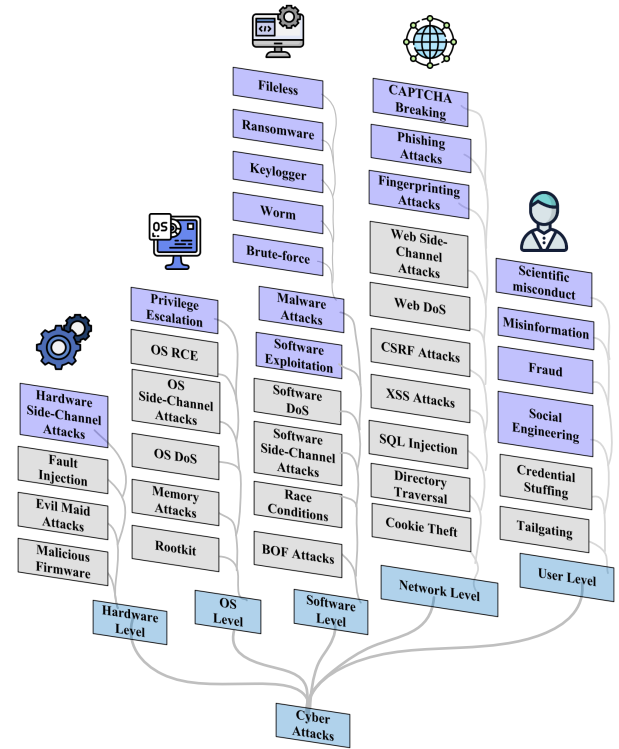 </>
Fileless
Ransomware
Keylogger
Worm
Brute-force
Malware
Attacks
Software
Exploitation
Software
DoS
Software
Side-Channel
Attacks
Race
Conditions
BOF Attacks
Software
Level
CAPTCHA
Breaking
Phishing
Attacks
Fingerprinting
Attacks
Web Side-
Channel
Attacks
Web DoS
CSRF Attacks
XSS Attacks
SQL Injection
Directory
Traversal
Cookie Theft
Network Level
OS
Privilege
Escalation
OS RCE
OS
Side-Channel
Attacks
OS DoS
Memory
Attacks
Rootkit
OS
Level
Scientific
misconduct
Misinformation
Fraud
Social
Engineering
Credential
Stuffing
Tailgating
User Level
Hardware
Side-Channel
Attacks
Fault
Injection
Evil Maid
Attacks
Malicious
Firmware
Hardware
Level
Cyber
Attacks